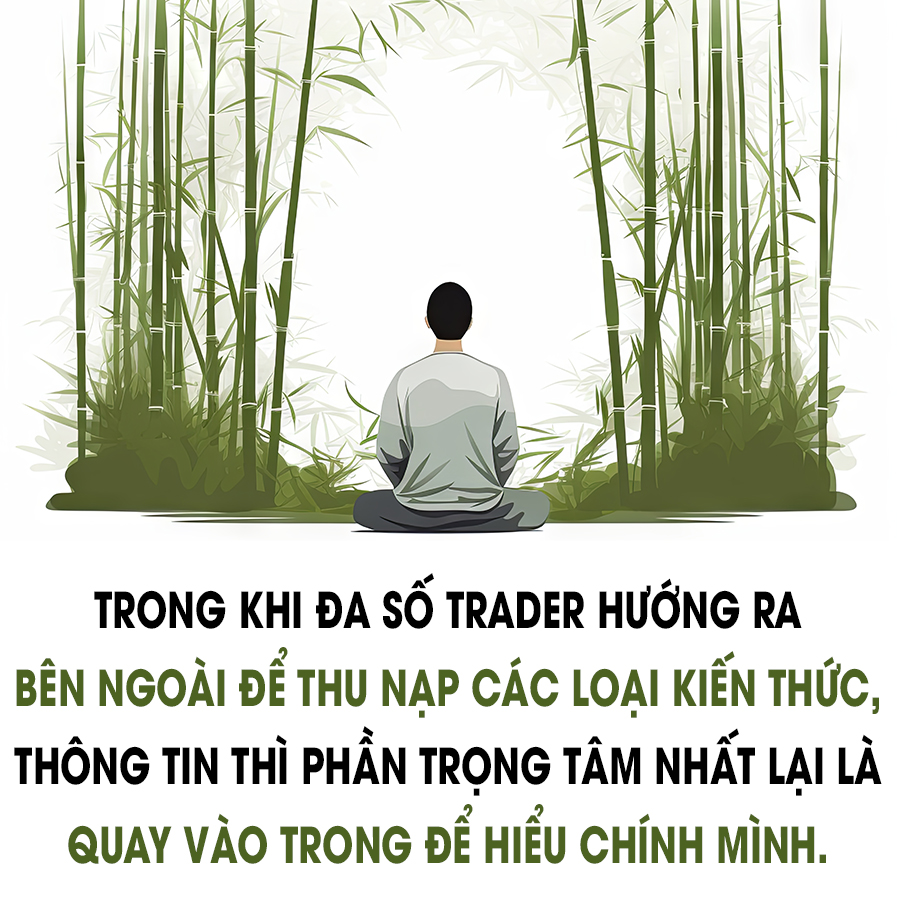 TRONG KHI ĐA SỐ TRADER HƯỚNG RA
BÊN NGOÀI ĐỂ THU NẠP CÁC LOẠI KIẾN THỨC,
THÔNG TIN THÌ PHẦN TRỌNG TÂM NHẤT LẠI LÀ
QUAY VÀO TRONG ĐỂ HIỂU CHÍNH MÌNH.